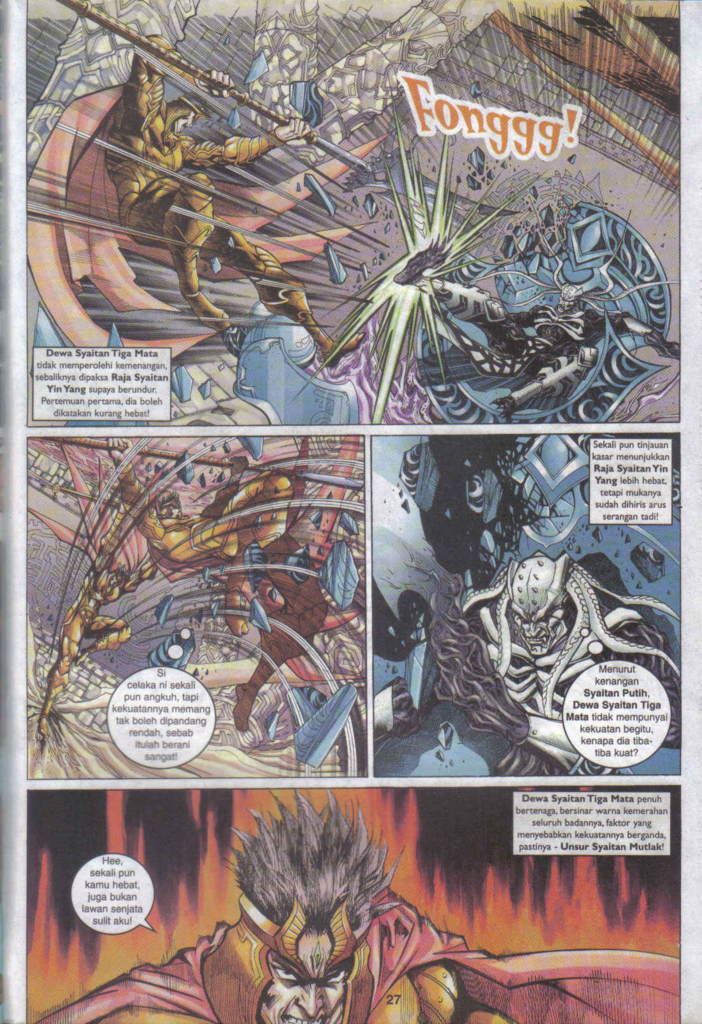 Fonggg!
Dewa Syaitan Tiga Mata
tidak memperolehi kemenangan,
sebaliknya dipaksa Raja Syaitan
Yin Yang supaya berundur.
Pertemuan pertama, dia boleh
dikatakan kurang hebat!
Si
celaka ni sekali
pun angkuh, tapi
kekuatannya memang
tak boleh dipandang
rendah, sebab
itulah berani
sangat!
Sekali pun tinjauan
kasar menunjukkan
Raja Syaitan Yin
Yang lebih hebat,
tetapi mukanya
sudah dihiris arus
serangan tadi!
Menurut
kenangan
Syaitan Putih,
Dewa Syaitan Tiga
Mata tidak mempunyai
kekuatan begitu,
kenapa dia tiba-
tiba kuat?
Dewa Syaitan Tiga Mata penuh
bertenaga, bersinar warna kemerahan
seluruh badannya, faktor yang
menyebabkan kekuatannya berganda,
pastinya - Unsur Syaitan Mutlak!
Hee,
sekali pun
kamu hebat,
juga bukan
lawan senjata
sulit aku!
27